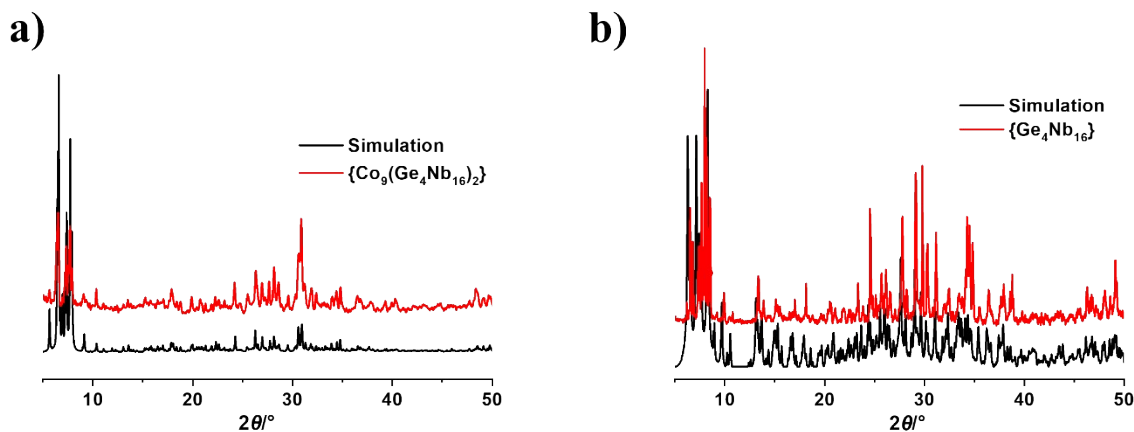 a)
Simulation
{Co₉(Ge₄Nb₁₆)₂}
10 20 30 40 50
2θ/°
b)
Simulation
{Ge₄Nb₁₆}
10 20 30 40 50
2θ/°